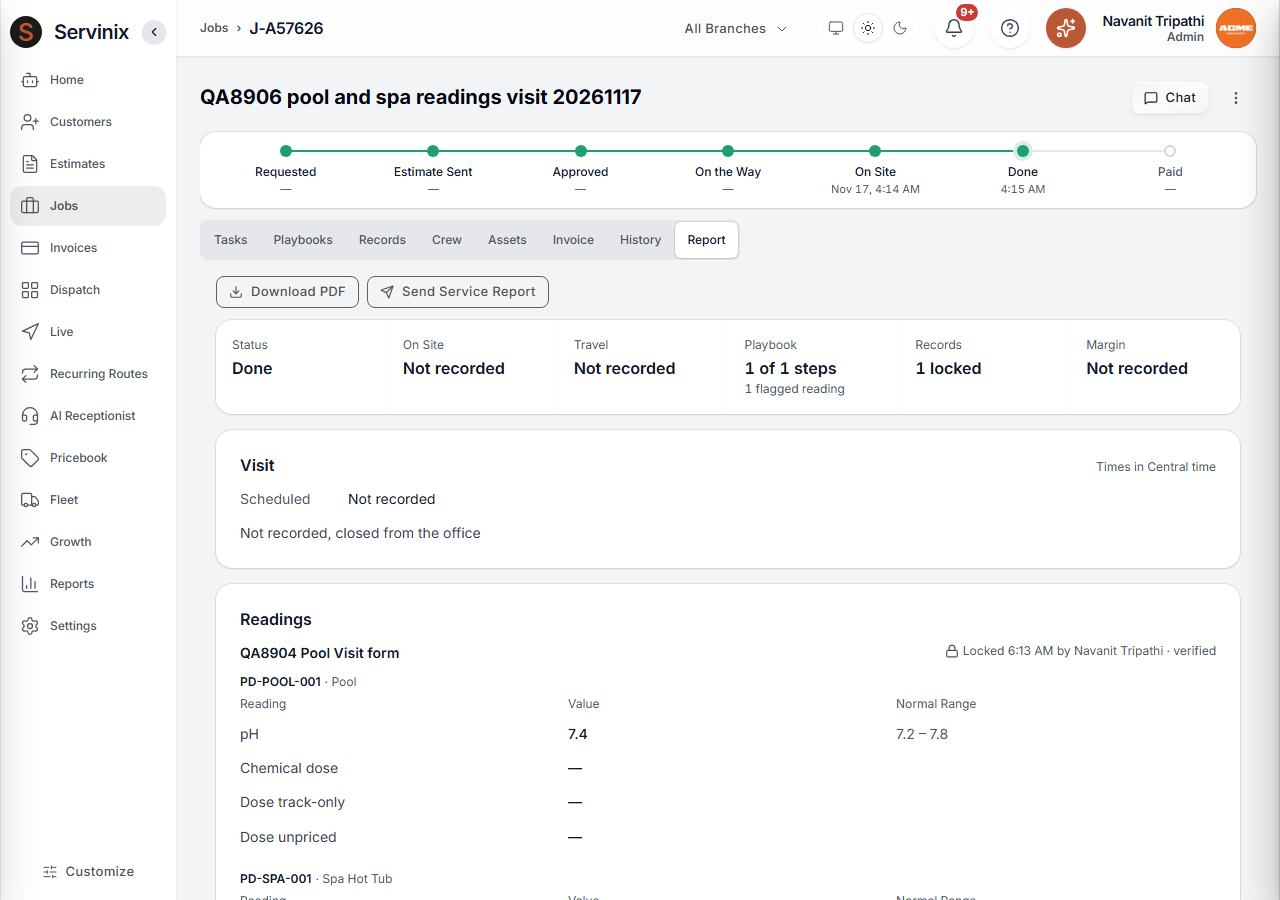 S
Servinix
Jobs › J-A57626
All Branches
9+
Navanit Tripathi
Admin
ACME
Home
Customers
Estimates
Jobs
Invoices
Dispatch
Live
Recurring Routes
AI Receptionist
Pricebook
Fleet
Growth
Reports
Settings
Customize
QA8906 pool and spa readings visit 20261117
Chat
Requested
—
Estimate Sent
—
Approved
—
On the Way
—
On Site
Nov 17, 4:14 AM
Done
4:15 AM
Paid
—
Tasks Playbooks Records Crew Assets Invoice History Report
Download PDF Send Service Report
Status
Done
On Site
Not recorded
Travel
Not recorded
Playbook
1 of 1 steps
1 flagged reading
Records
1 locked
Margin
Not recorded
Visit
Times in Central time
Scheduled Not recorded
Not recorded, closed from the office
Readings
QA8904 Pool Visit form
Locked 6:13 AM by Navanit Tripathi · verified
PD-POOL-001 · Pool
Reading Value Normal Range
pH 7.4 7.2 – 7.8
Chemical dose —
Dose track-only —
Dose unpriced —
PD-SPA-001 · Spa Hot Tub
Reading Value Normal Range